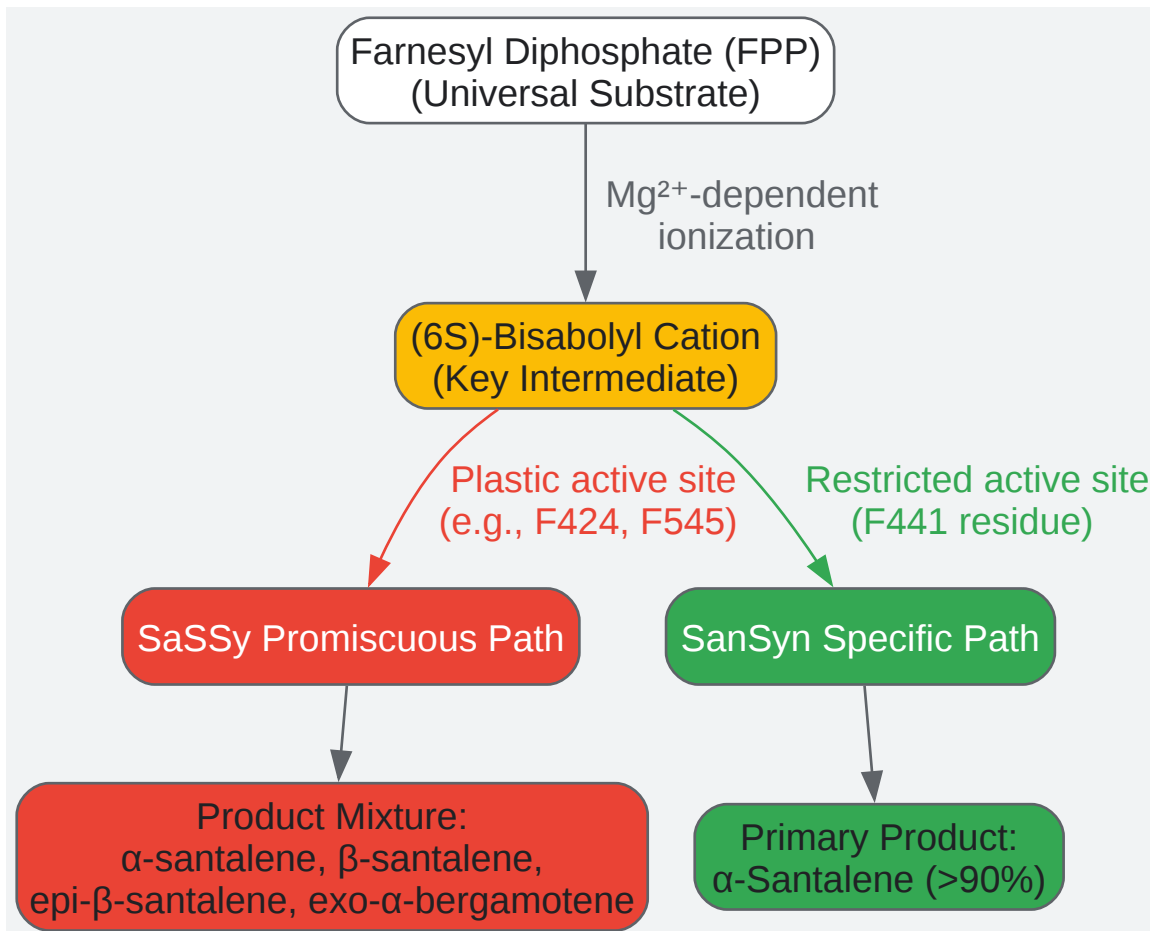 Farnesyl Diphosphate (FPP)
(Universal Substrate)
Mg²⁺-dependent
ionization
(6S)-Bisabolyl Cation
(Key Intermediate)
Plastic active site
(e.g., F424, F545)
Restricted active site
(F441 residue)
SaSSy Promiscuous Path
SanSyn Specific Path
Product Mixture:
α-santalene, β-santalene,
epi-β-santalene, exo-α-bergamotene
Primary Product:
α-Santalene (>90%)